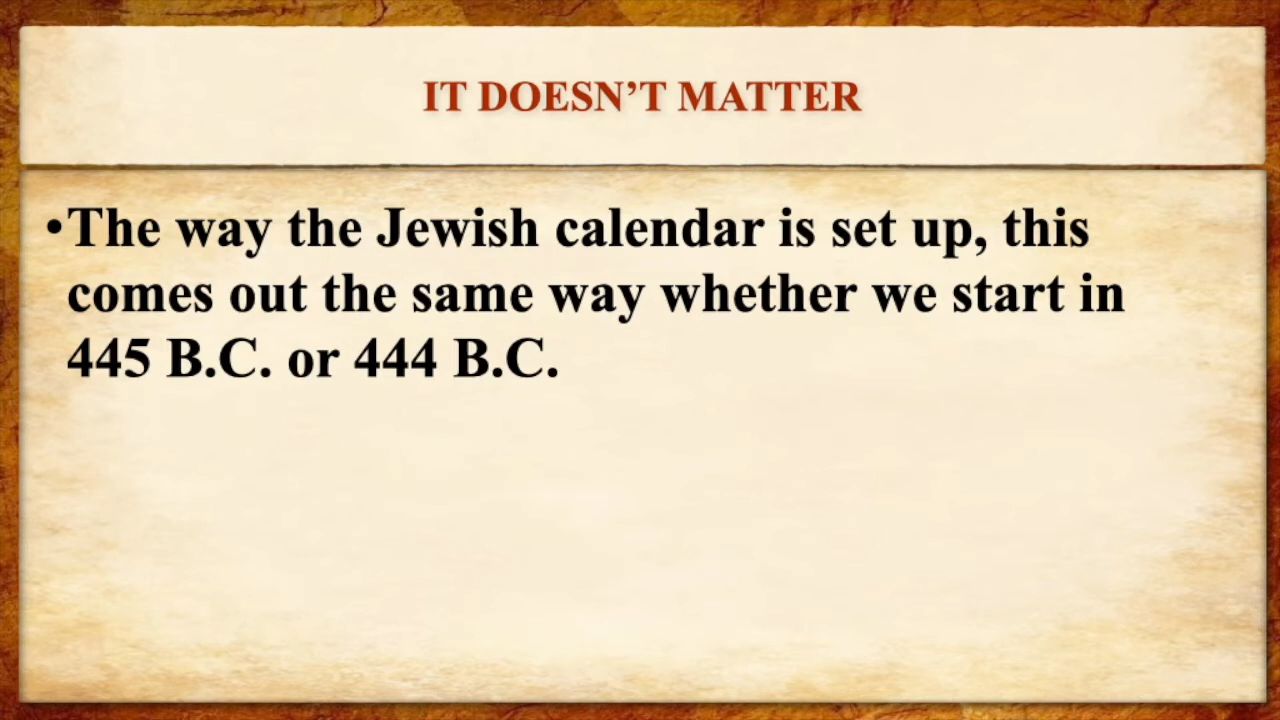 IT DOESN’T MATTER
•The way the Jewish calendar is set up, this
comes out the same way whether we start in
445 B.C. or 444 B.C.